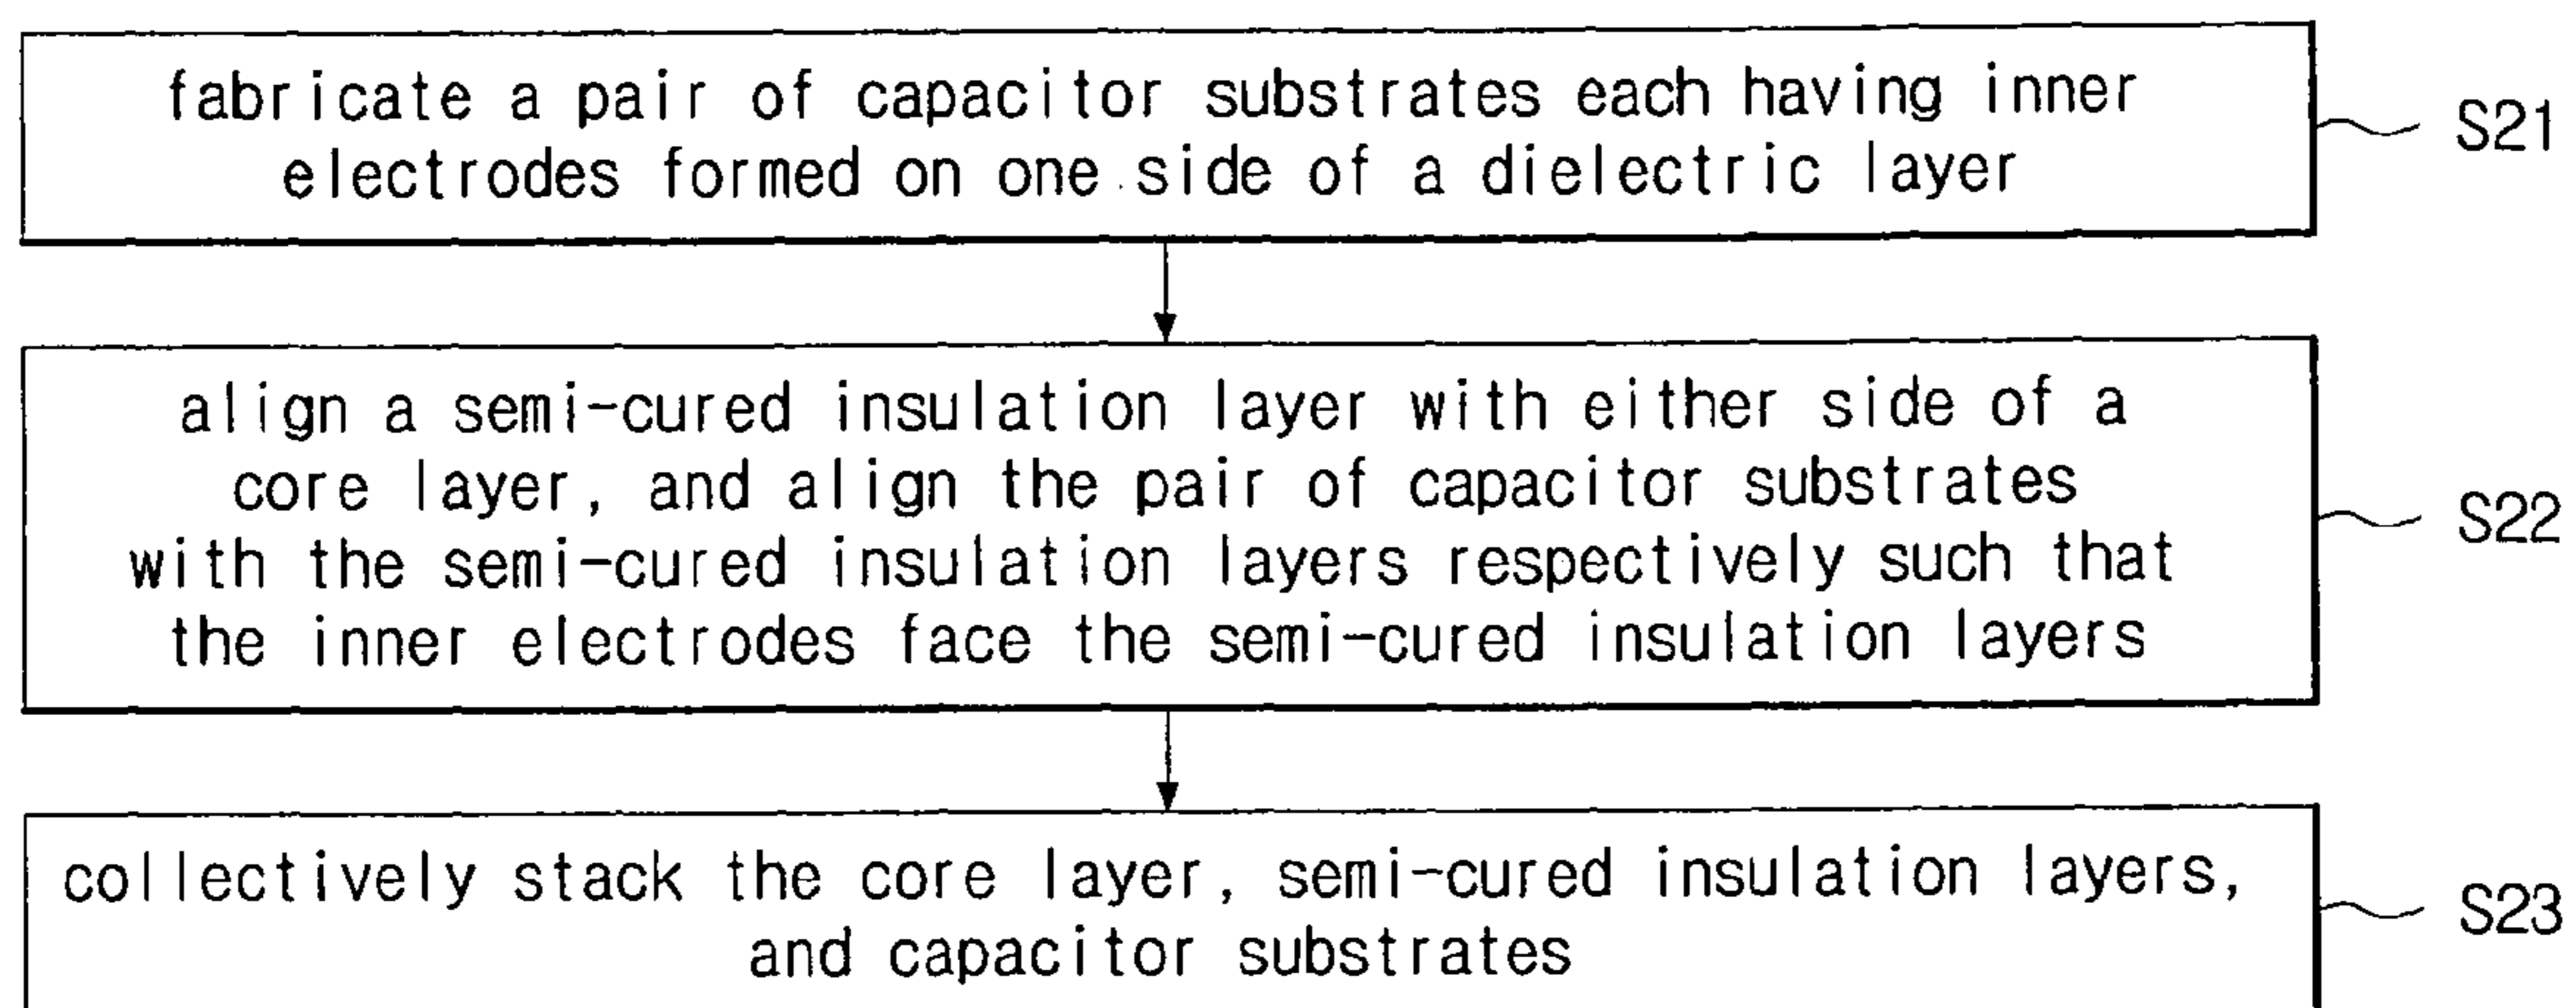 fabricate a pair of capacitor substrates each having inner
electrodes formed on one side of a dielectric layer
S21
align a semi-cured insulation layer with either side of a
core layer, and align the pair of capacitor substrates
with the semi-cured insulation layers respectively such that
the inner electrodes face the semi-cured insulation layers
S22
collectively stack the core layer, semi-cured insulation layers,
and capacitor substrates
S23